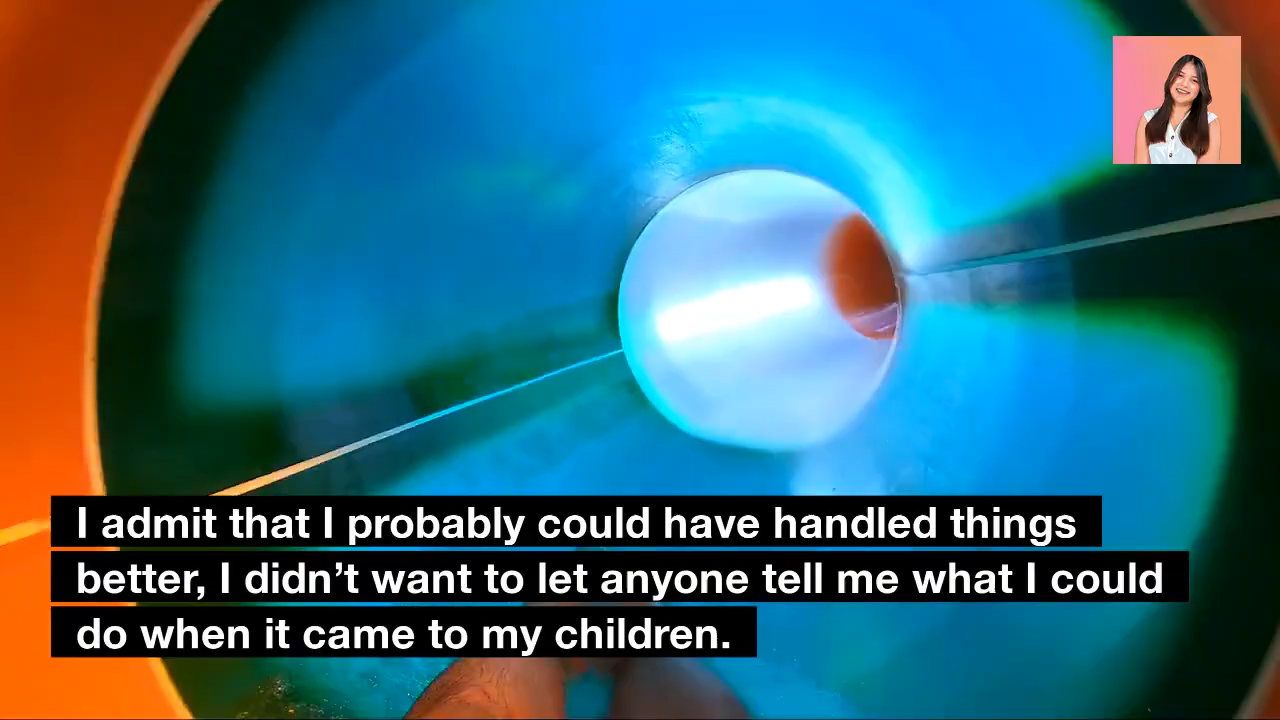 I admit that I probably could have handled things
better, I didn’t want to let anyone tell me what I could
do when it came to my children.